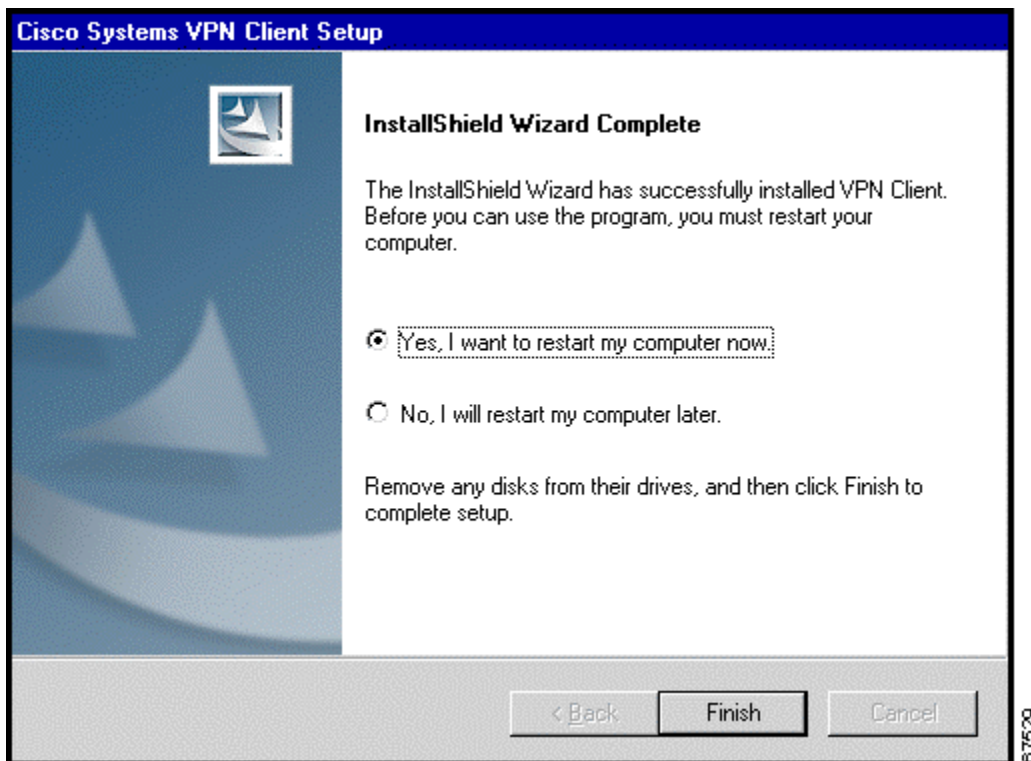 Cisco Systems VPN Client Setup
InstallShield Wizard Complete
The InstallShield Wizard has successfully installed VPN Client.
Before you can use the program, you must restart your
computer.
Yes, I want to restart my computer now.
No, I will restart my computer later.
Remove any disks from their drives, and then click Finish to
complete setup.
< Back
Finish
Cancel